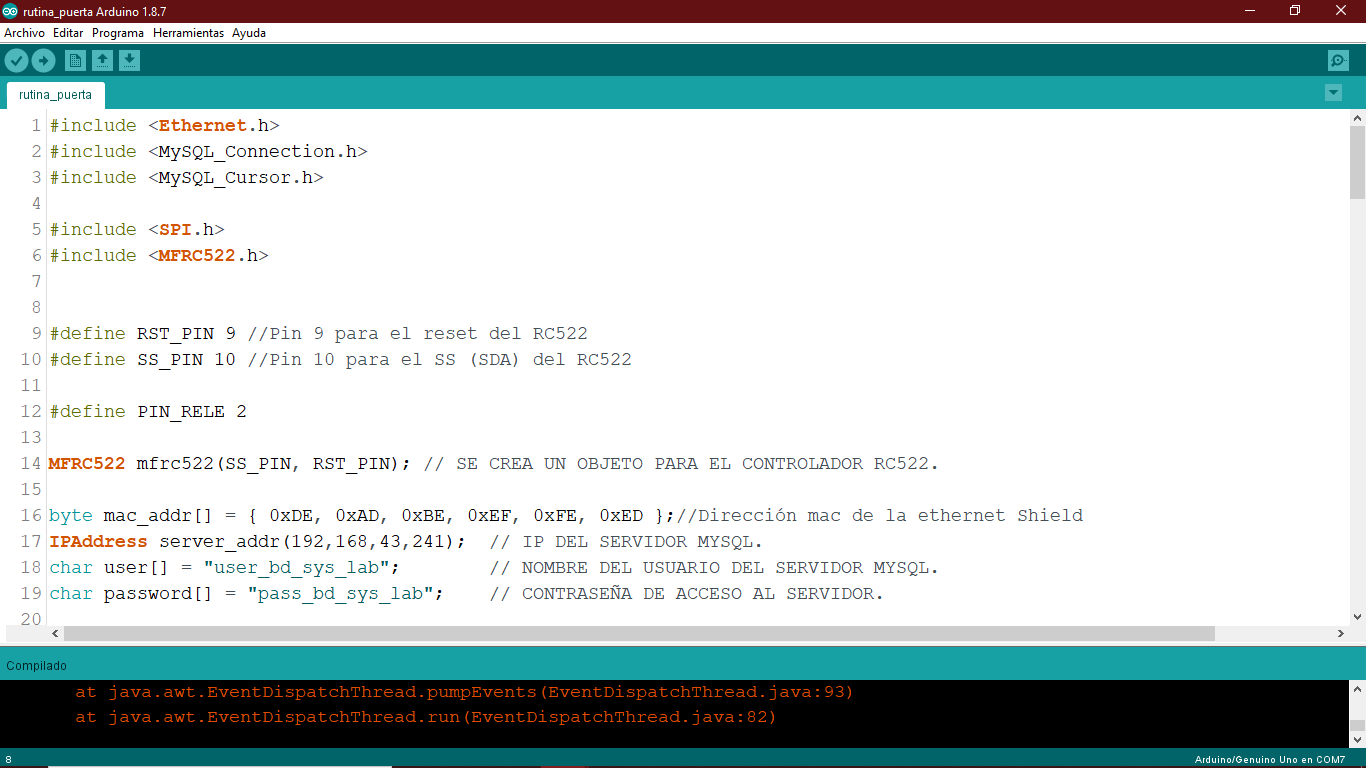 rutina_puerta Arduino 1.8.7
Archivo Editar Programa Herramientas Ayuda
rutina_puerta
1 #include <Ethernet.h>
2 #include <MySQL_Connection.h>
3 #include <MySQL_Cursor.h>
4
5 #include <SPI.h>
6 #include <MFRC522.h>
7
8
9 #define RST_PIN 9 //Pin 9 para el reset del RC522
10 #define SS_PIN 10 //Pin 10 para el SS (SDA) del RC522
11
12 #define PIN_RELE 2
13
14 MFRC522 mfrc522(SS_PIN, RST_PIN); // SE CREA UN OBJETO PARA EL CONTROLADOR RC522.
15
16 byte mac_addr[] = { 0xDE, 0xAD, 0xBE, 0xEF, 0xFE, 0xED };//Dirección mac de la ethernet Shield
17 IPAddress server_addr(192,168,43,241); // IP DEL SERVIDOR MYSQL.
18 char user[] = "user_bd_sys_lab"; // NOMBRE DEL USUARIO DEL SERVIDOR MYSQL.
19 char password[] = "pass_bd_sys_lab"; // CONTRASEÑA DE ACCESO AL SERVIDOR.
20
Compilado
at java.awt.EventDispatchThread.pumpEvents(EventDispatchThread.java:93)
at java.awt.EventDispatchThread.run(EventDispatchThread.java:82)
8 Arduino/Genuino Uno en COM7